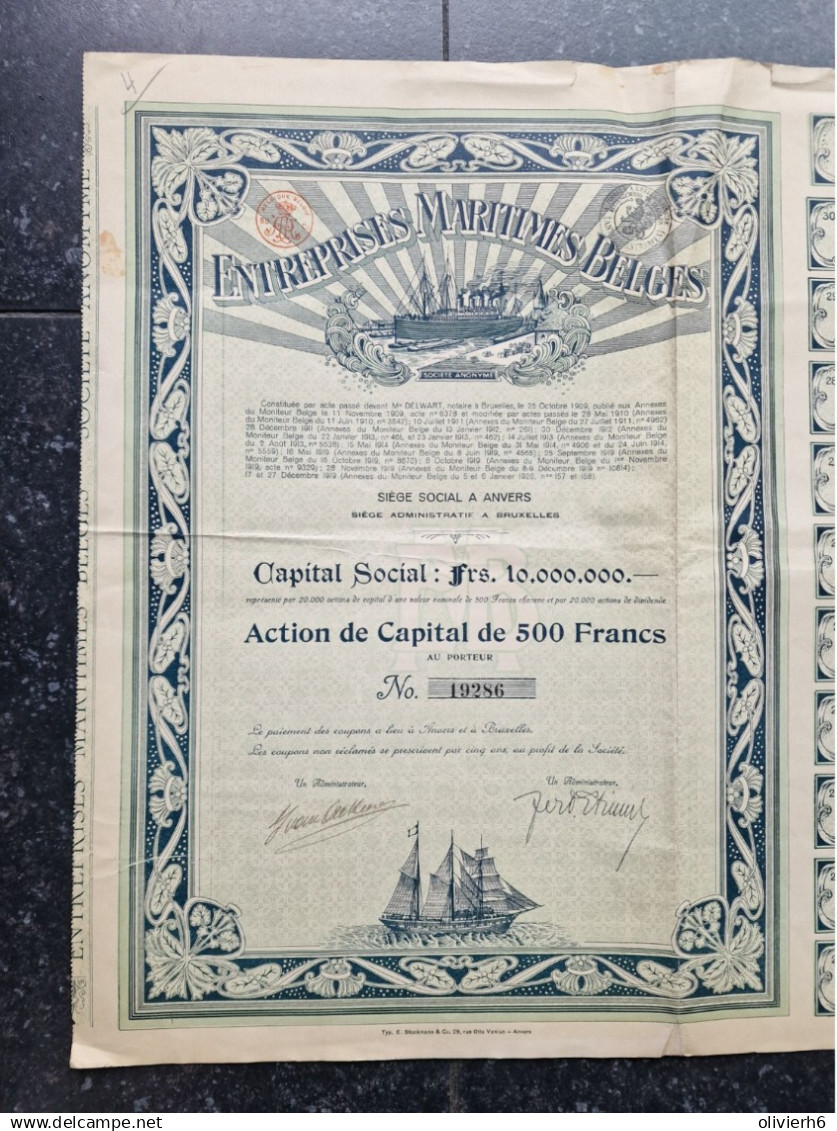 4/
ENTREPRISES MARITIMES BELGES
SOCIÉTÉ ANONYME
Constituée par acte passé devant Me DELWART, notaire à Bruxelles, le 25 Octobre 1909, publié aux Annexes
du Moniteur Belge le 11 Novembre 1909, acte no 6378 et modifiée par actes passés le 28 Mai 1910 (Annexes
du Moniteur Belge du 11 Juin 1910, no 3842); 10 Juillet 1911 (Annexes du Moniteur Belge du 27 Juillet 1911, no 4962)
28 Décembre 1911 (Annexes du Moniteur Belge du 13 Janvier 1912, no 261); 30 Décembre 1912 (Annexes du
Moniteur Belge du 22 Janvier 1913, no 461, et 23 Janvier 1913, no 462); 14 Juillet 1913 (Annexes du Moniteur Belge
du 2 Août 1913, no 5528); 15 Mai 1914 (Annexes du Moniteur Belge du 31 Mai 1914, no 4906 et du 24 Juin 1914,
no 5559); 16 Mai 1919 (Annexes du Moniteur Belge du 8 Juin 1919, no 4565); 25 Septembre 1919 (Annexes
du Moniteur Belge du 16 Octobre 1919, no 8670); 8 Octobre 1919 (Annexes du Moniteur Belge du 1er Novembre
1919, acte no 9329); 28 Novembre 1919 (Annexes du Moniteur Belge du 8-9 Décembre 1919 no 10614);
17 et 27 Décembre 1919 (Annexes du Moniteur Belge du 5 et 6 Janvier 1920, nos 157 et 158).
SIÈGE SOCIAL A ANVERS
SIÈGE ADMINISTRATIF A BRUXELLES
Capital Social: Frs. 10.000.000.—
représenté par 20.000 actions de capital d'une valeur nominale de 500 Francs chacune et par 20.000 actions de dividende
Action de Capital de 500 Francs
AU PORTEUR
No. 19286
Le paiement des coupons a lieu à Anvers et à Bruxelles.
Les coupons non réclamés se prescrivent par cinq ans, au profit de la Société.
Un Administrateur,
Un Administrateur,
Typ. E. Stockmans & Co, 29, rue Otto Venius - Anvers
ENTREPRISES MARITIMES BELGES SOCIÉTÉ ANONYME
30
olivierh6